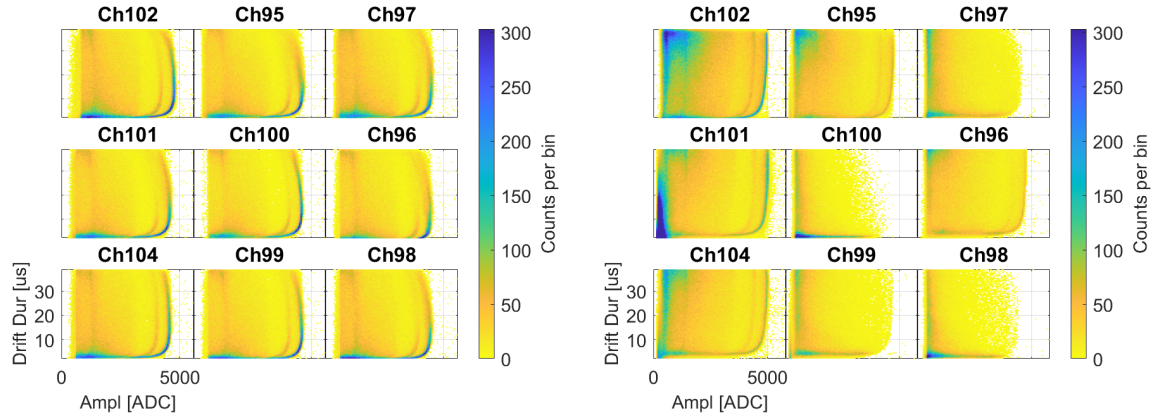 Ch102 Ch95 Ch97
Ch101 Ch100 Ch96
Ch104 Ch99 Ch98
Drift Dur [us]
30
20
10
0 5000
Ampl [ADC]
300
250
200
150
100
50
0
Counts per bin
Ch102 Ch95 Ch97
Ch101 Ch100 Ch96
Ch104 Ch99 Ch98
Drift Dur [us]
30
20
10
0 5000
Ampl [ADC]
300
250
200
150
100
50
0
Counts per bin